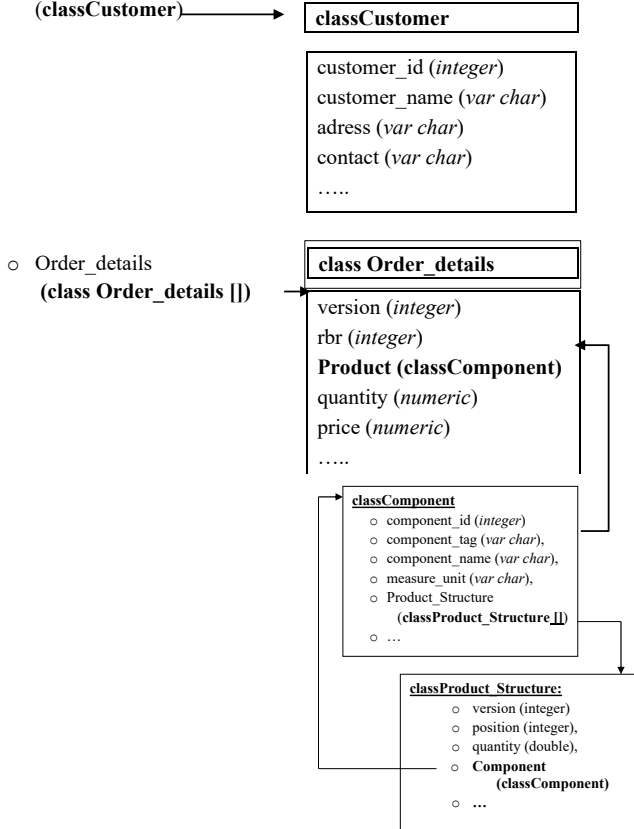 (classCustomer)
classCustomer
customer_id (integer)
customer_name (var char)
adress (var char)
contact (var char)
…..
○ Order_details
(class Order_details [])
class Order_details
version (integer)
rbr (integer)
Product (classComponent)
quantity (numeric)
price (numeric)
…..
classComponent
○ component_id (integer)
○ component_tag (var char),
○ component_name (var char),
○ measure_unit (var char),
○ Product_Structure
(classProduct_Structure [])
○ …
classProduct_Structure:
○ version (integer)
○ position (integer),
○ quantity (double),
○ Component
(classComponent)
○ …